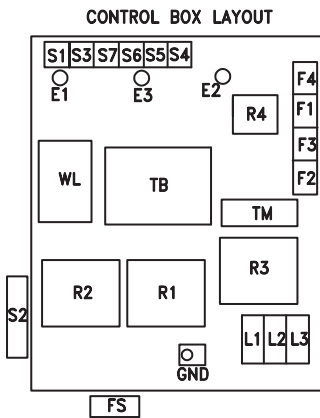 CONTROL BOX LAYOUT
S1 S3 S7 S6 S5 S4
E1 E3 E2
F4
R4
F1
F3
F2
WL TB
TM
R3
R2 R1
S2
L1 L2 L3
GND
FS